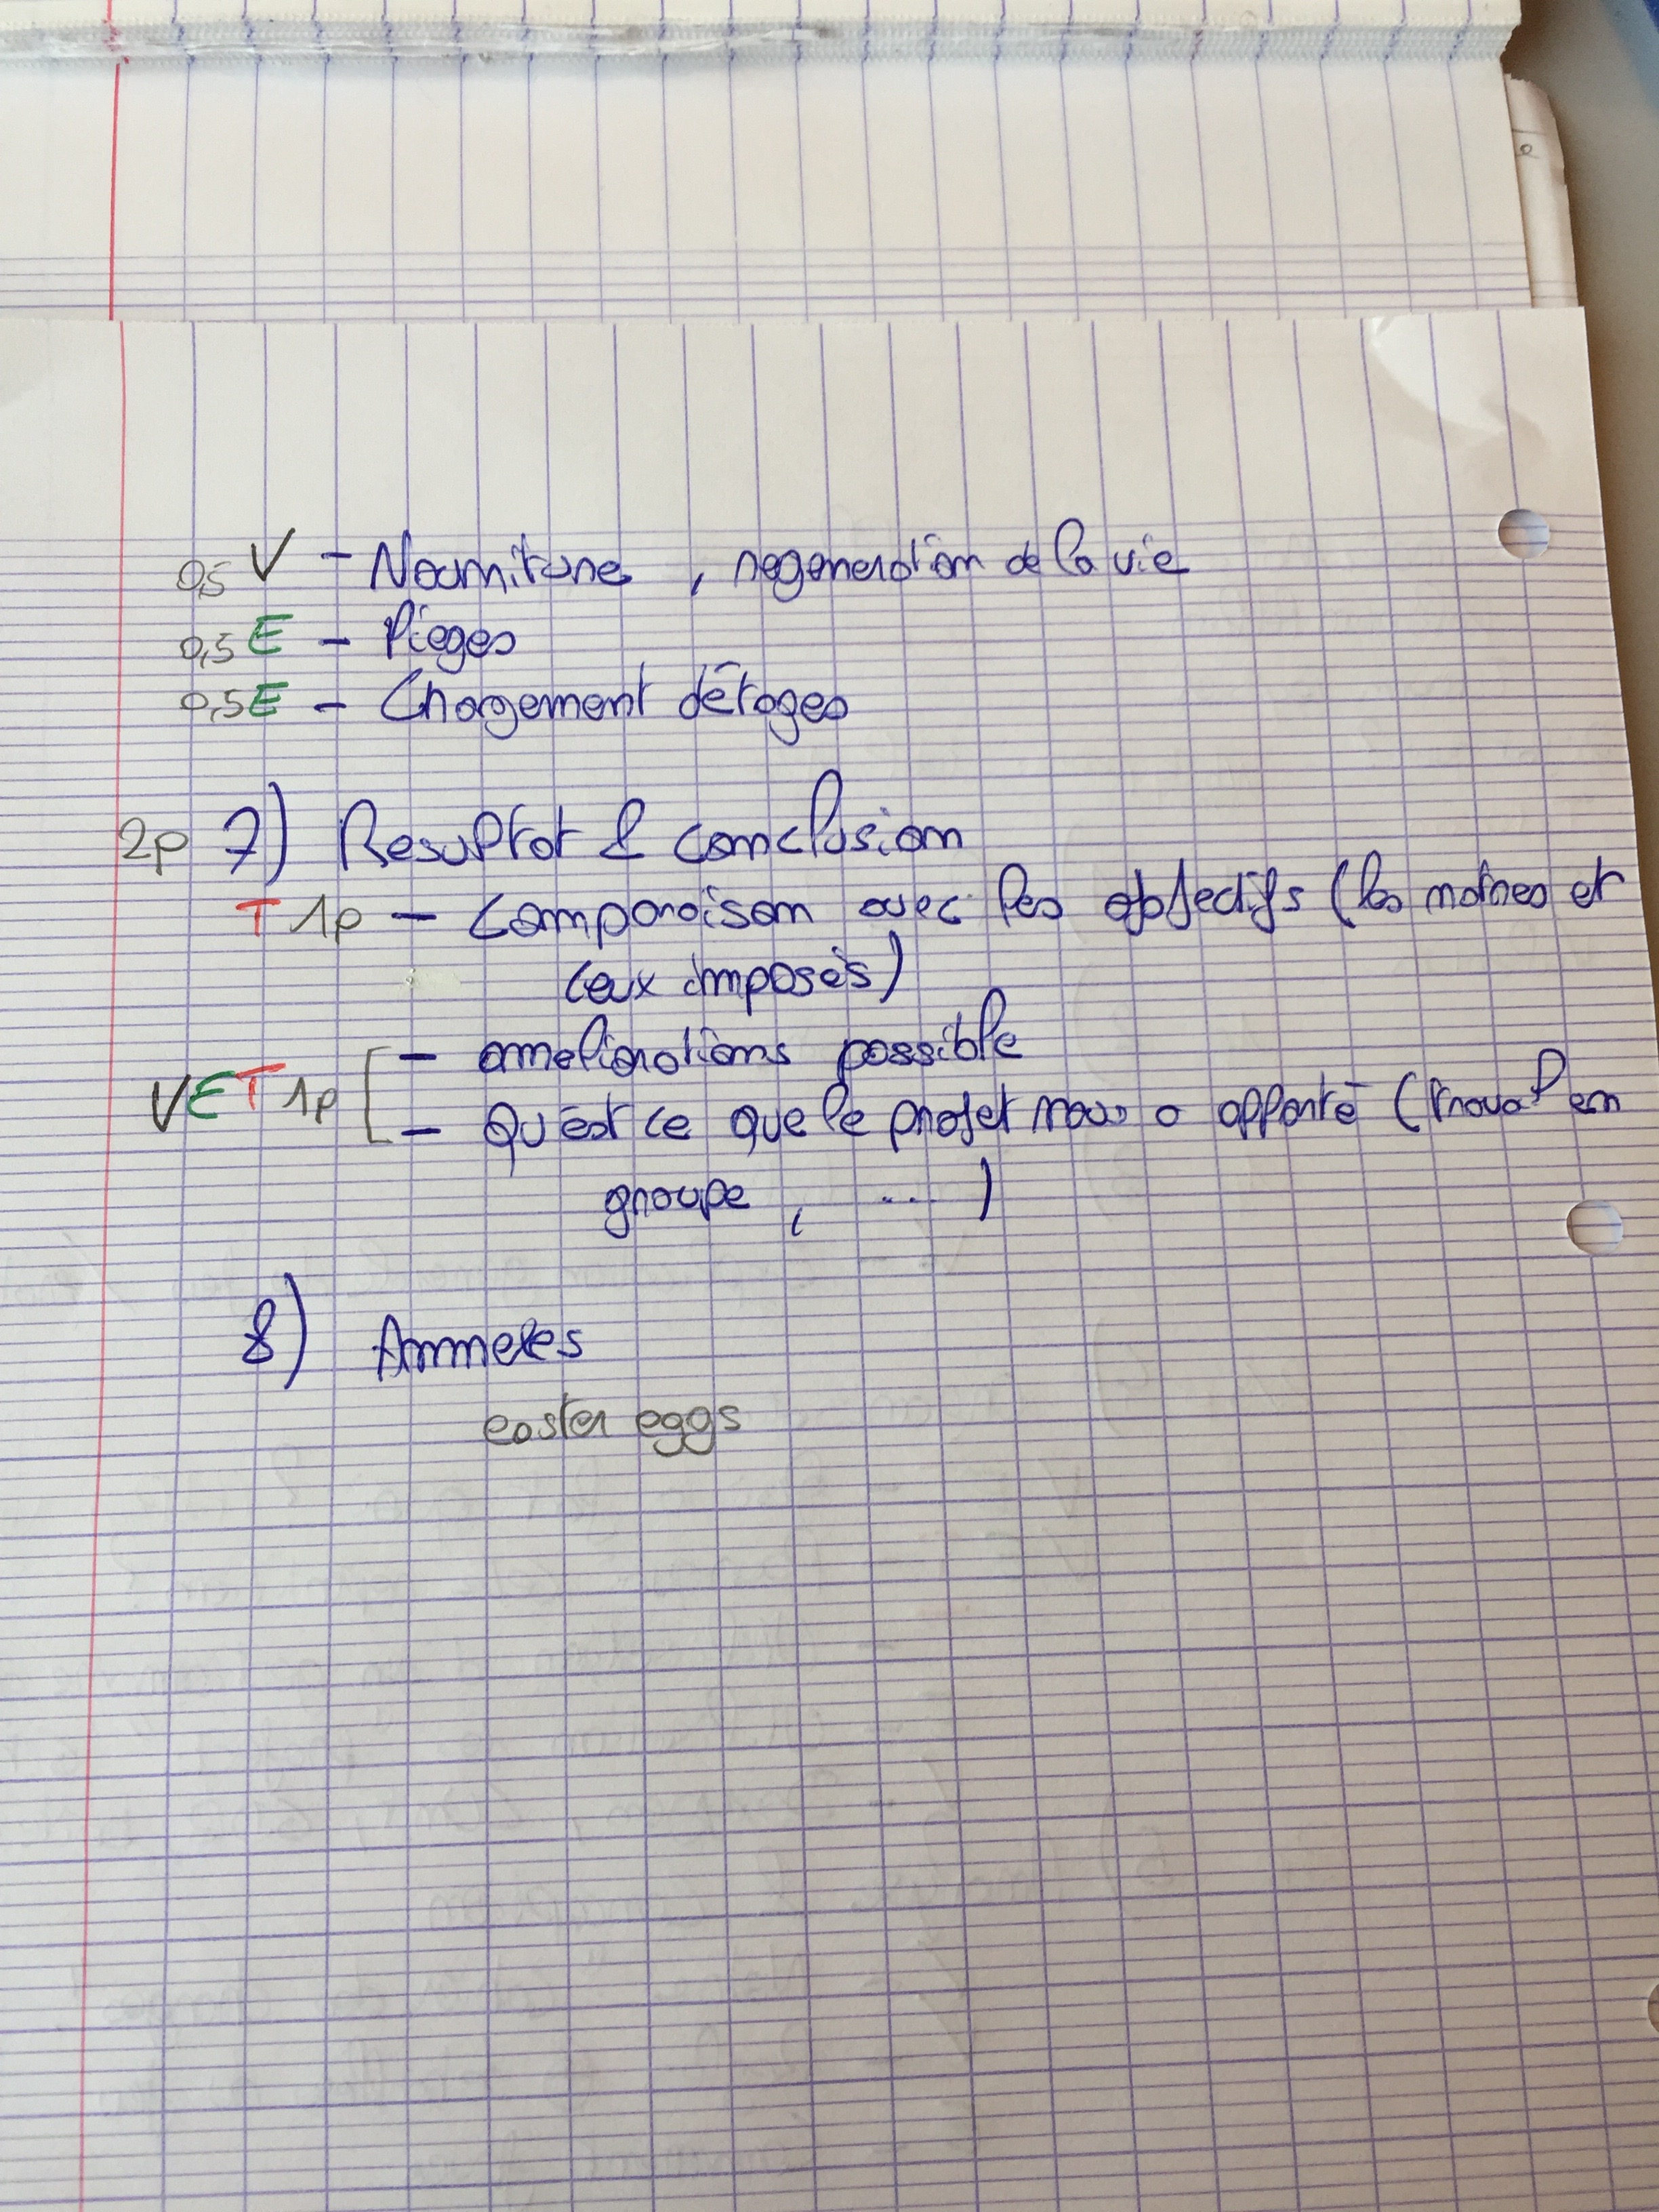 0,5 V - Nourriture , regeneration de la vie
0,5 E - Pièges
0,5 E - Chargement d'étages
2p 7) Resultat & conclusion
T 1p - Comparaison avec les objectifs (les notres et
ceux imposés)
- ameliorations possible
VET 1p - Qu'est ce que le projet nous a apporté (travail en
groupe, ... )
8) Annexes
easter eggs